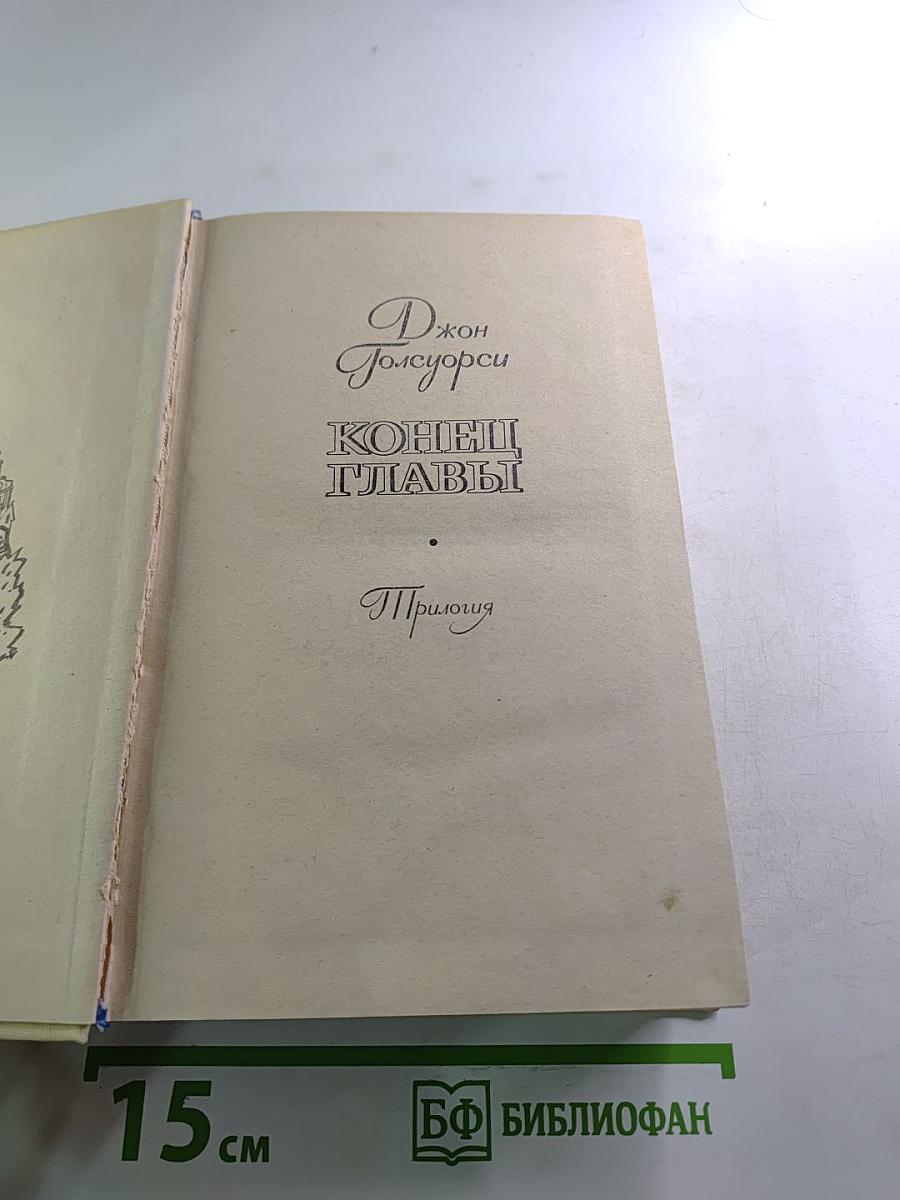 Джон
Голсуорси
КОНЕЦ
ГЛАВЫ
Трилогия
15 см
БФ БИБЛИОФАН